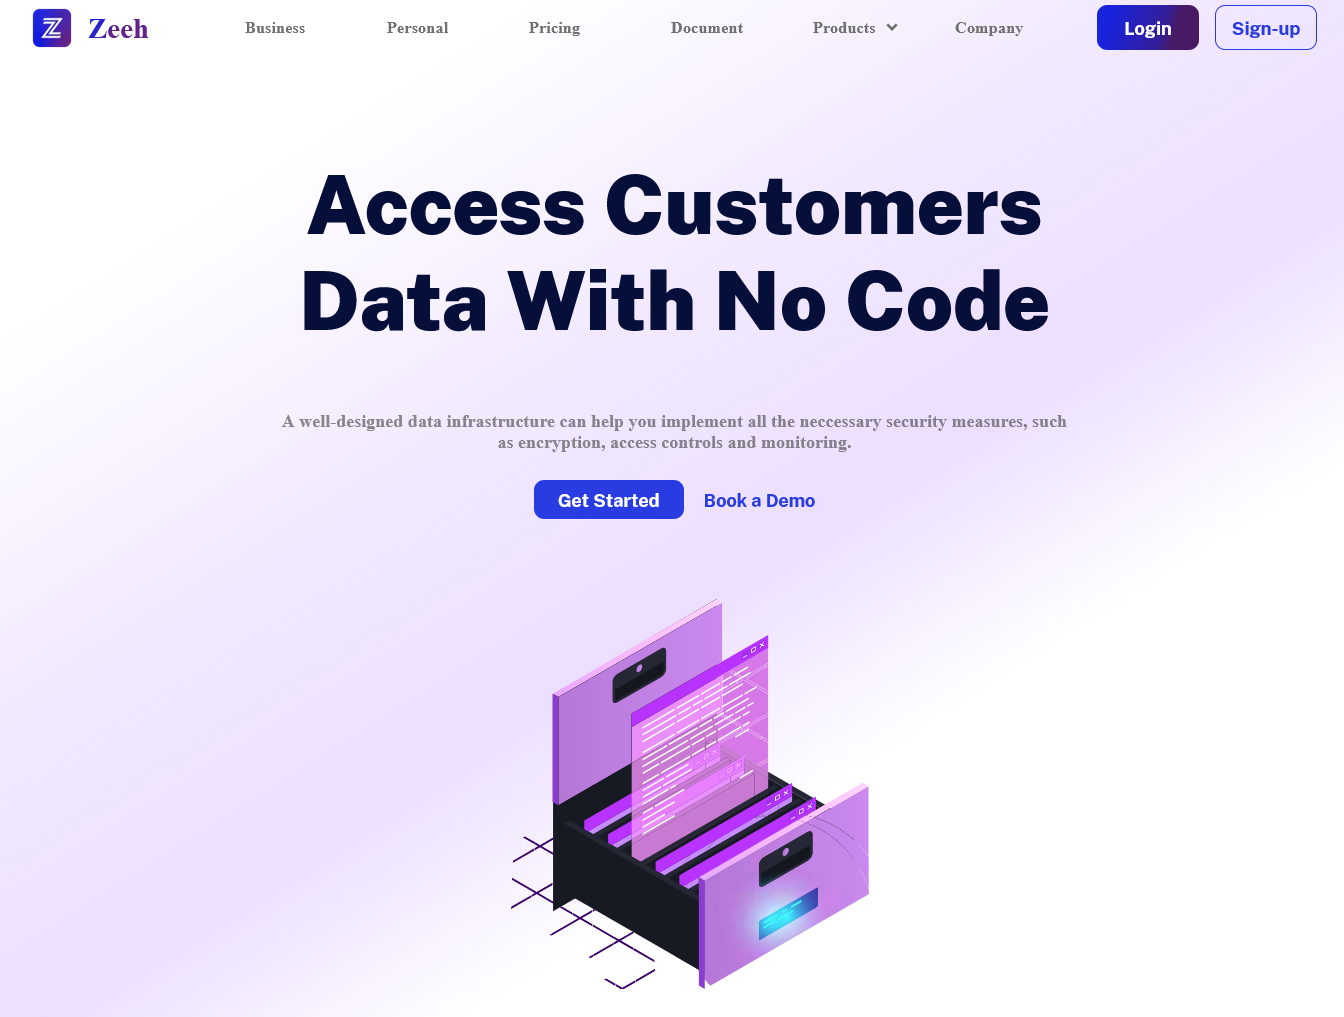 Zeeh
Business
Personal
Pricing
Document
Products
Company
Login
Sign-up
Access Customers
Data With No Code
A well-designed data infrastructure can help you implement all the neccessary security measures, such
as encryption, access controls and monitoring.
Get Started
Book a Demo